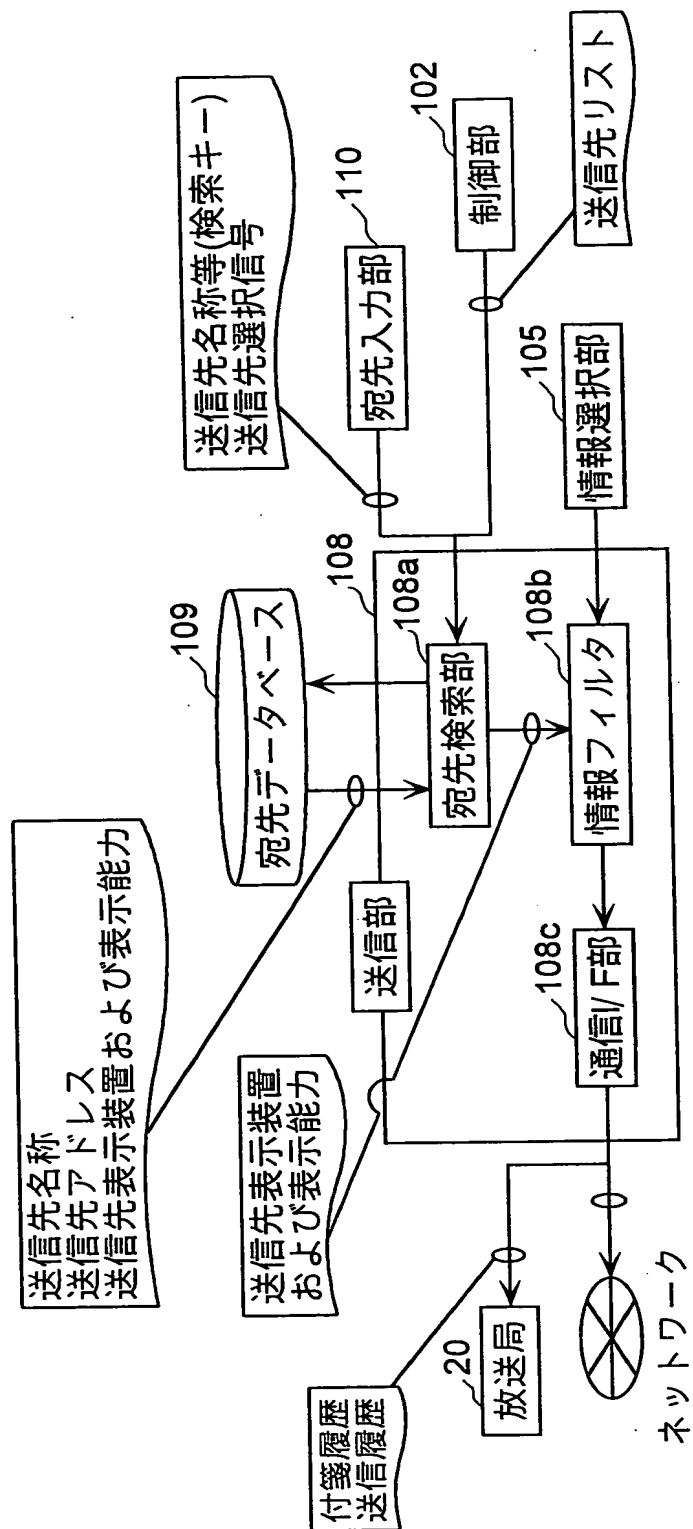 送信先名称
送信先アドレス
送信先表示装置および表示能力
109
宛先データベース
送信先名称等(検索キー)
送信先選択信号
110
宛先入力部
102
制御部
送信先リスト
送信先表示装置
および表示能力
送信部
108
108a
宛先検索部
105
情報選択部
108b
情報フィルタ
108c
通信I/F部
付箋履歴
送信履歴
20
放送局
ネットワーク